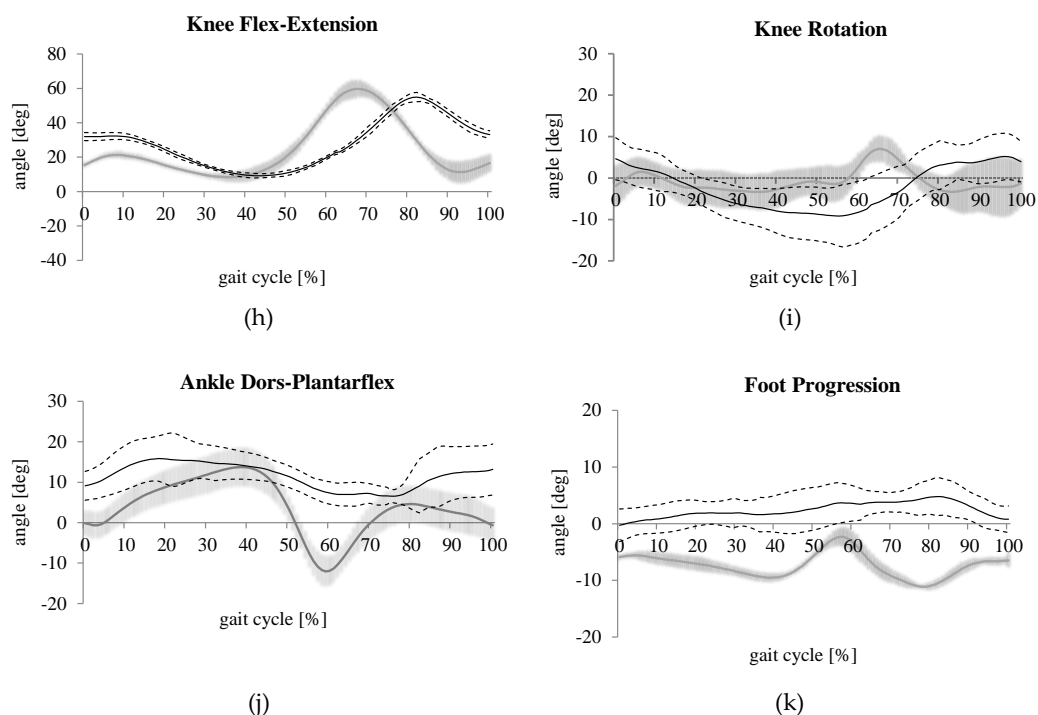 Knee Flex-Extension
80
60
40
20
0
-20
-40
angle [deg]
0 10 20 30 40 50 60 70 80 90 100
gait cycle [%]
(h)
Knee Rotation
30
20
10
0
-10
-20
angle [deg]
0 10 20 30 40 50 60 70 80 90 100
gait cycle [%]
(i)
Ankle Dors-Plantarflex
30
20
10
0
-10
-20
angle [deg]
0 10 20 30 40 50 60 70 80 90 100
gait cycle [%]
(j)
Foot Progression
20
10
0
-10
-20
angle [deg]
0 10 20 30 40 50 60 70 80 90 100
gait cycle [%]
(k)